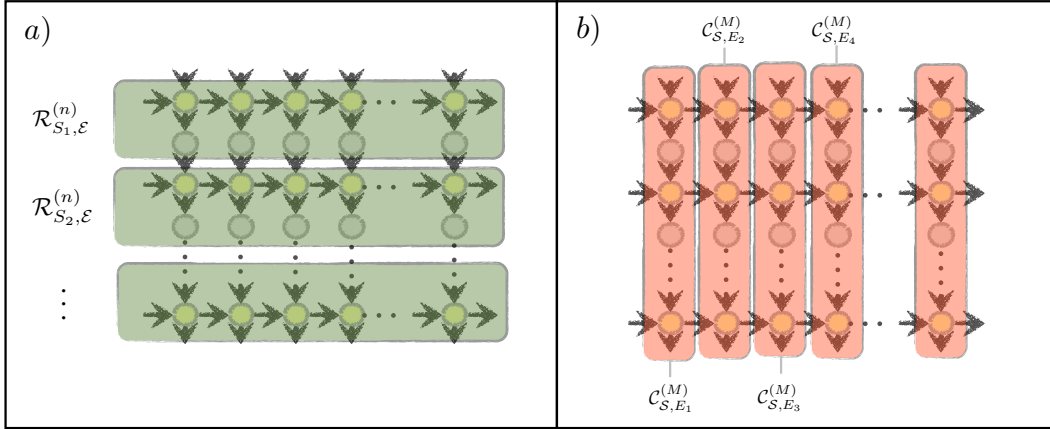 a)
$\mathcal{R}^{(n)}_{S_1,\mathcal{E}}$
$\mathcal{R}^{(n)}_{S_2,\mathcal{E}}$
b)
$\mathcal{C}^{(M)}_{\mathcal{S},E_2}$ $\mathcal{C}^{(M)}_{\mathcal{S},E_4}$
$\mathcal{C}^{(M)}_{\mathcal{S},E_1}$ $\mathcal{C}^{(M)}_{\mathcal{S},E_3}$